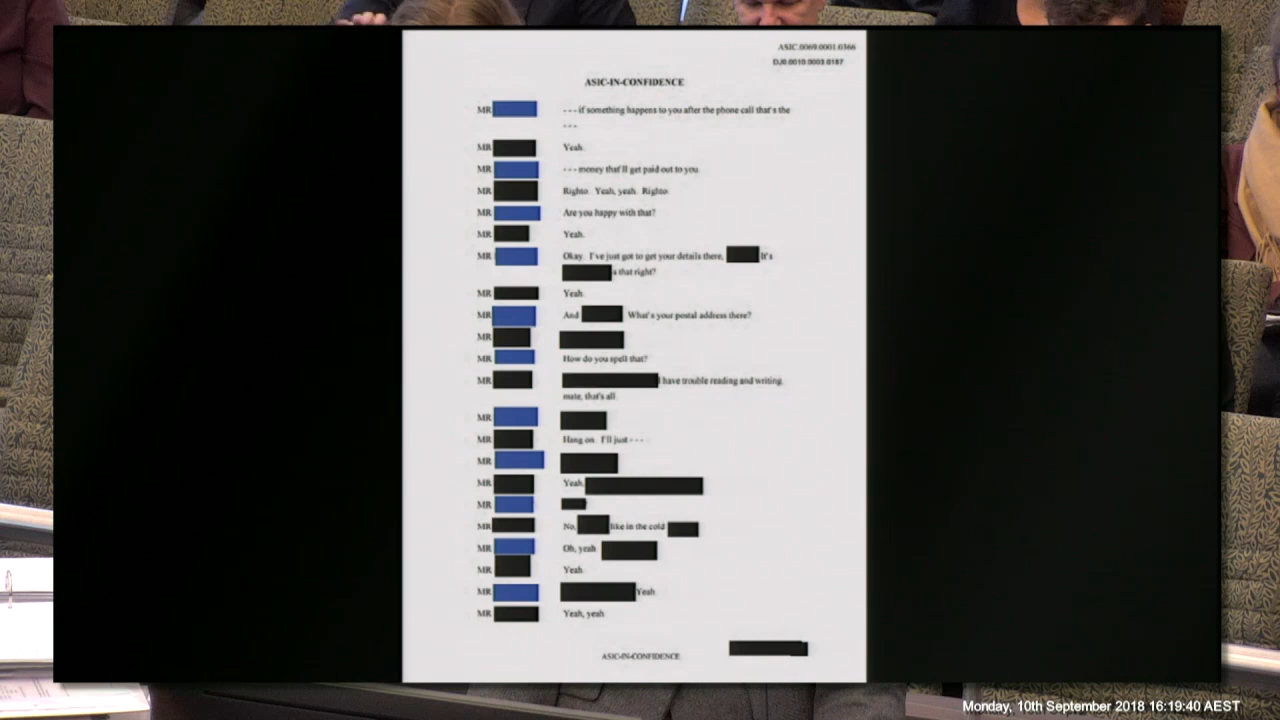 ASIC.0069.0001.0366
DJ0.0010.0003.0187
ASIC-IN-CONFIDENCE
MR - - - if something happens to you after the phone call that's the
- - -
MR Yeah.
MR - - - money that'll get paid out to you.
MR Righto. Yeah, yeah. Righto.
MR Are you happy with that?
MR Yeah.
MR Okay. I've just got to get your details there, It's
a that right?
MR Yeah.
MR And What's your postal address there?
MR
MR How do you spell that?
MR I have trouble reading and writing,
mate, that's all.
MR
MR Hang on. I'll just - - -
MR
MR Yeah.
MR
MR No, like in the cold
MR Oh, yeah.
MR Yeah.
MR Yeah.
MR Yeah, yeah.
ASIC-IN-CONFIDENCE
Monday, 10th September 2018 16:19:40 AEST